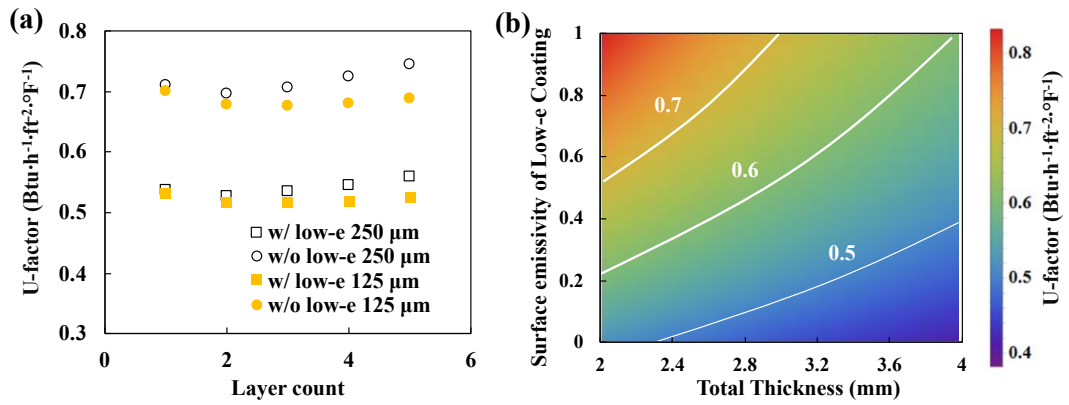 (a)
0.8
0.7
0.6
0.5
0.4
0.3
0
2
4
6
U-factor (Btu·h⁻¹·ft⁻²·°F⁻¹)
Layer count
w/ low-e 250 µm
w/o low-e 250 µm
w/ low-e 125 µm
w/o low-e 125 µm
(b)
1
0.8
0.6
0.4
0.2
0
2
2.4
2.8
3.2
3.6
4
Surface emissivity of Low-e Coating
Total Thickness (mm)
0.7
0.6
0.5
0.8
0.7
0.6
0.5
0.4
U-factor (Btu·h⁻¹·ft⁻²·°F⁻¹)